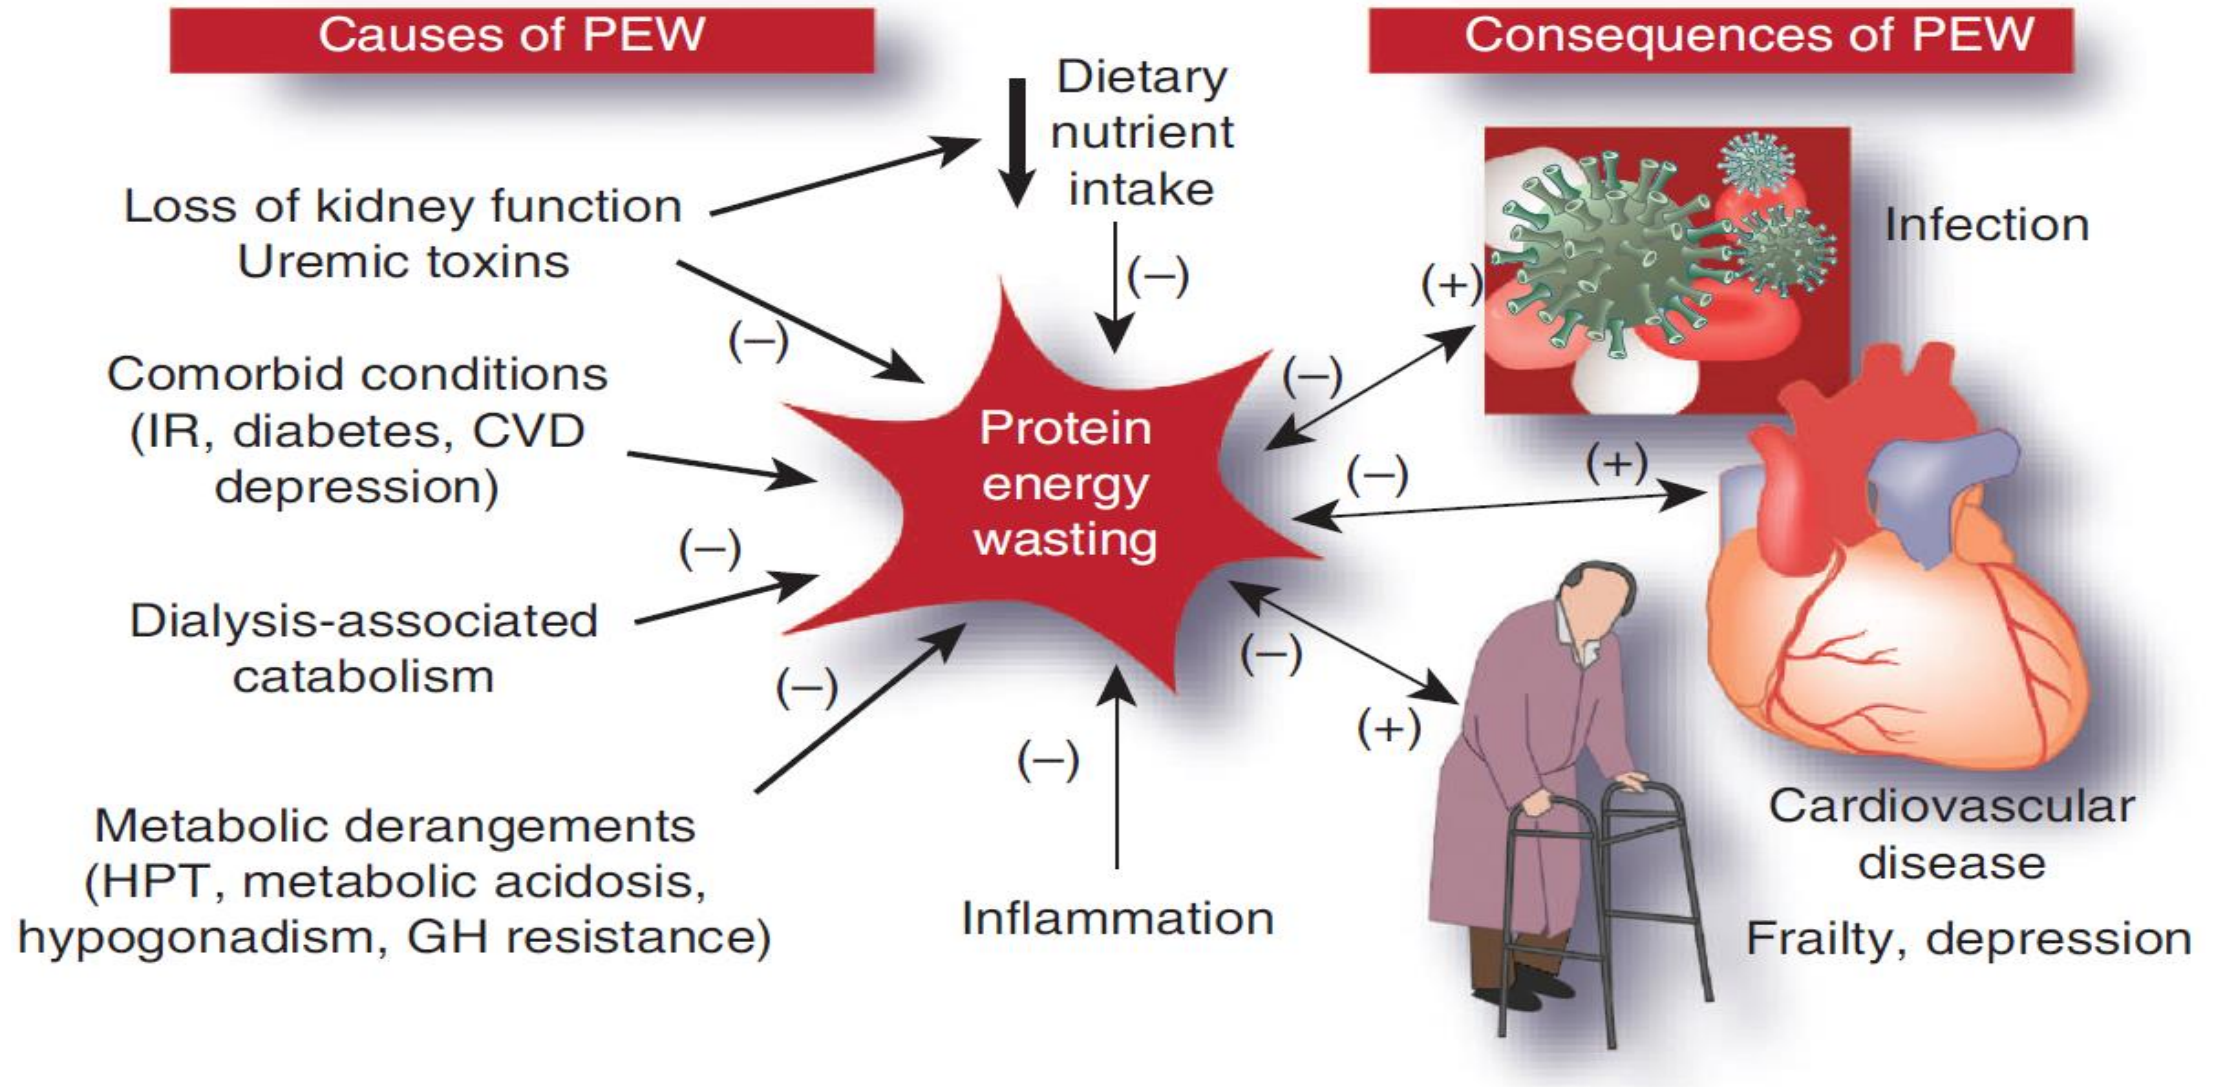 Causes of PEW
Consequences of PEW
Dietary
nutrient
intake
Loss of kidney function
Uremic toxins
(–)
(–)
Comorbid conditions
(IR, diabetes, CVD
depression)
(–)
Dialysis-associated
catabolism
(–)
Metabolic derangements
(HPT, metabolic acidosis,
hypogonadism, GH resistance)
(–)
Inflammation
Protein
energy
wasting
(–)
(+)
Infection
(–)
(+)
Cardiovascular
disease
(–)
(+)
Frailty, depression